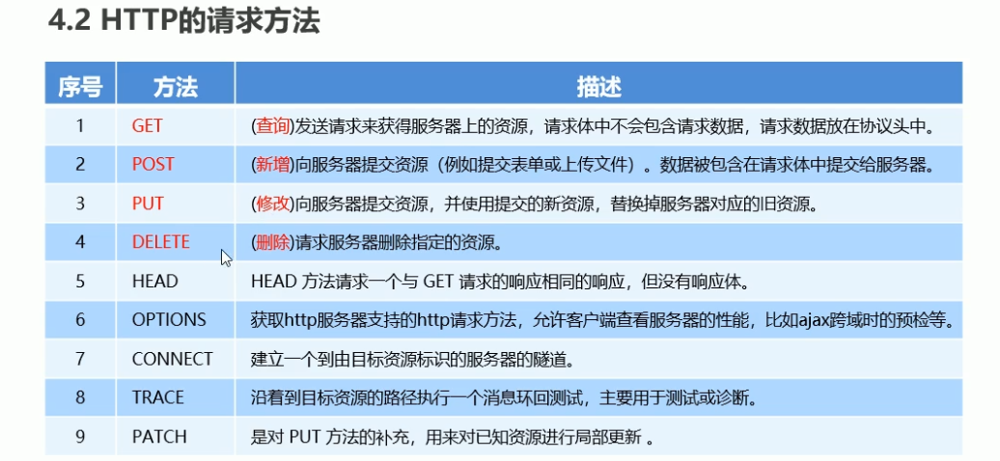 4.2 HTTP的请求方法
序号 方法 描述
1 GET (查询)发送请求来获得服务器上的资源，请求体中不会包含请求数据，请求数据放在协议头中。
2 POST (新增)向服务器提交资源（例如提交表单或上传文件）。数据被包含在请求体中提交给服务器。
3 PUT (修改)向服务器提交资源，并使用提交的新资源，替换掉服务器对应的旧资源。
4 DELETE (删除)请求服务器删除指定的资源。
5 HEAD HEAD 方法请求一个与 GET 请求的响应相同的响应，但没有响应体。
6 OPTIONS 获取http服务器支持的http请求方法，允许客户端查看服务器的性能，比如ajax跨域时的预检等。
7 CONNECT 建立一个到由目标资源标识的服务器的隧道。
8 TRACE 沿着到目标资源的路径执行一个消息环回测试，主要用于测试或诊断。
9 PATCH 是对 PUT 方法的补充，用来对已知资源进行局部更新 。